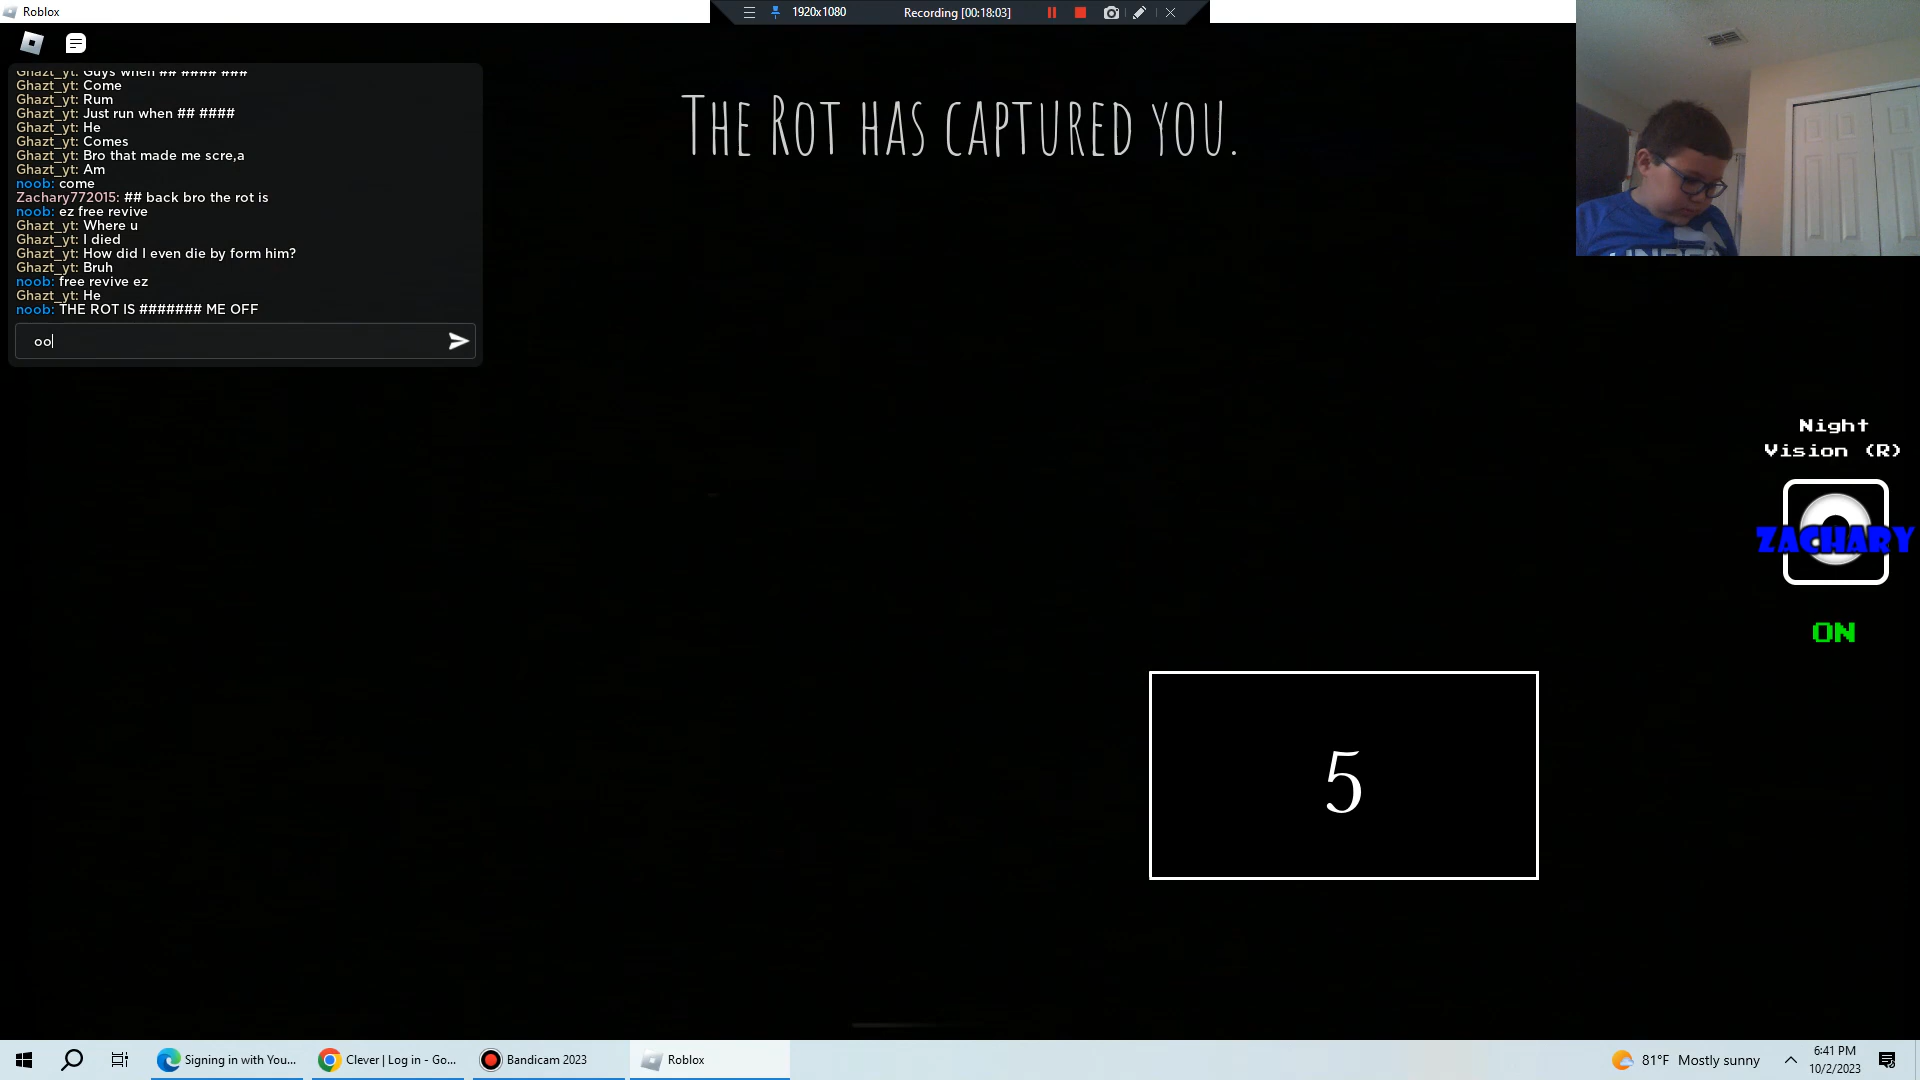 Roblox
1920x1080
Recording [00:18:03]
Ghazt_yt: Guys when ## #### ###
Ghazt_yt: Come
Ghazt_yt: Rum
Ghazt_yt: Just run when ## ####
Ghazt_yt: He
Ghazt_yt: Comes
Ghazt_yt: Bro that made me scre,a
Ghazt_yt: Am
noob: come
Zachary772015: ## back bro the rot is
noob: ez free revive
Ghazt_yt: Where u
Ghazt_yt: I died
Ghazt_yt: How did I even die by form him?
Ghazt_yt: Bruh
noob: free revive ez
Ghazt_yt: He
noob: THE ROT IS ####### ME OFF
oo
THE ROT HAS CAPTURED YOU.
Night
Vision (R)
ZACHARY
ON
5
Signing in with You...
Clever | Log in - Go...
Bandicam 2023
Roblox
81°F Mostly sunny
6:41 PM
10/2/2023